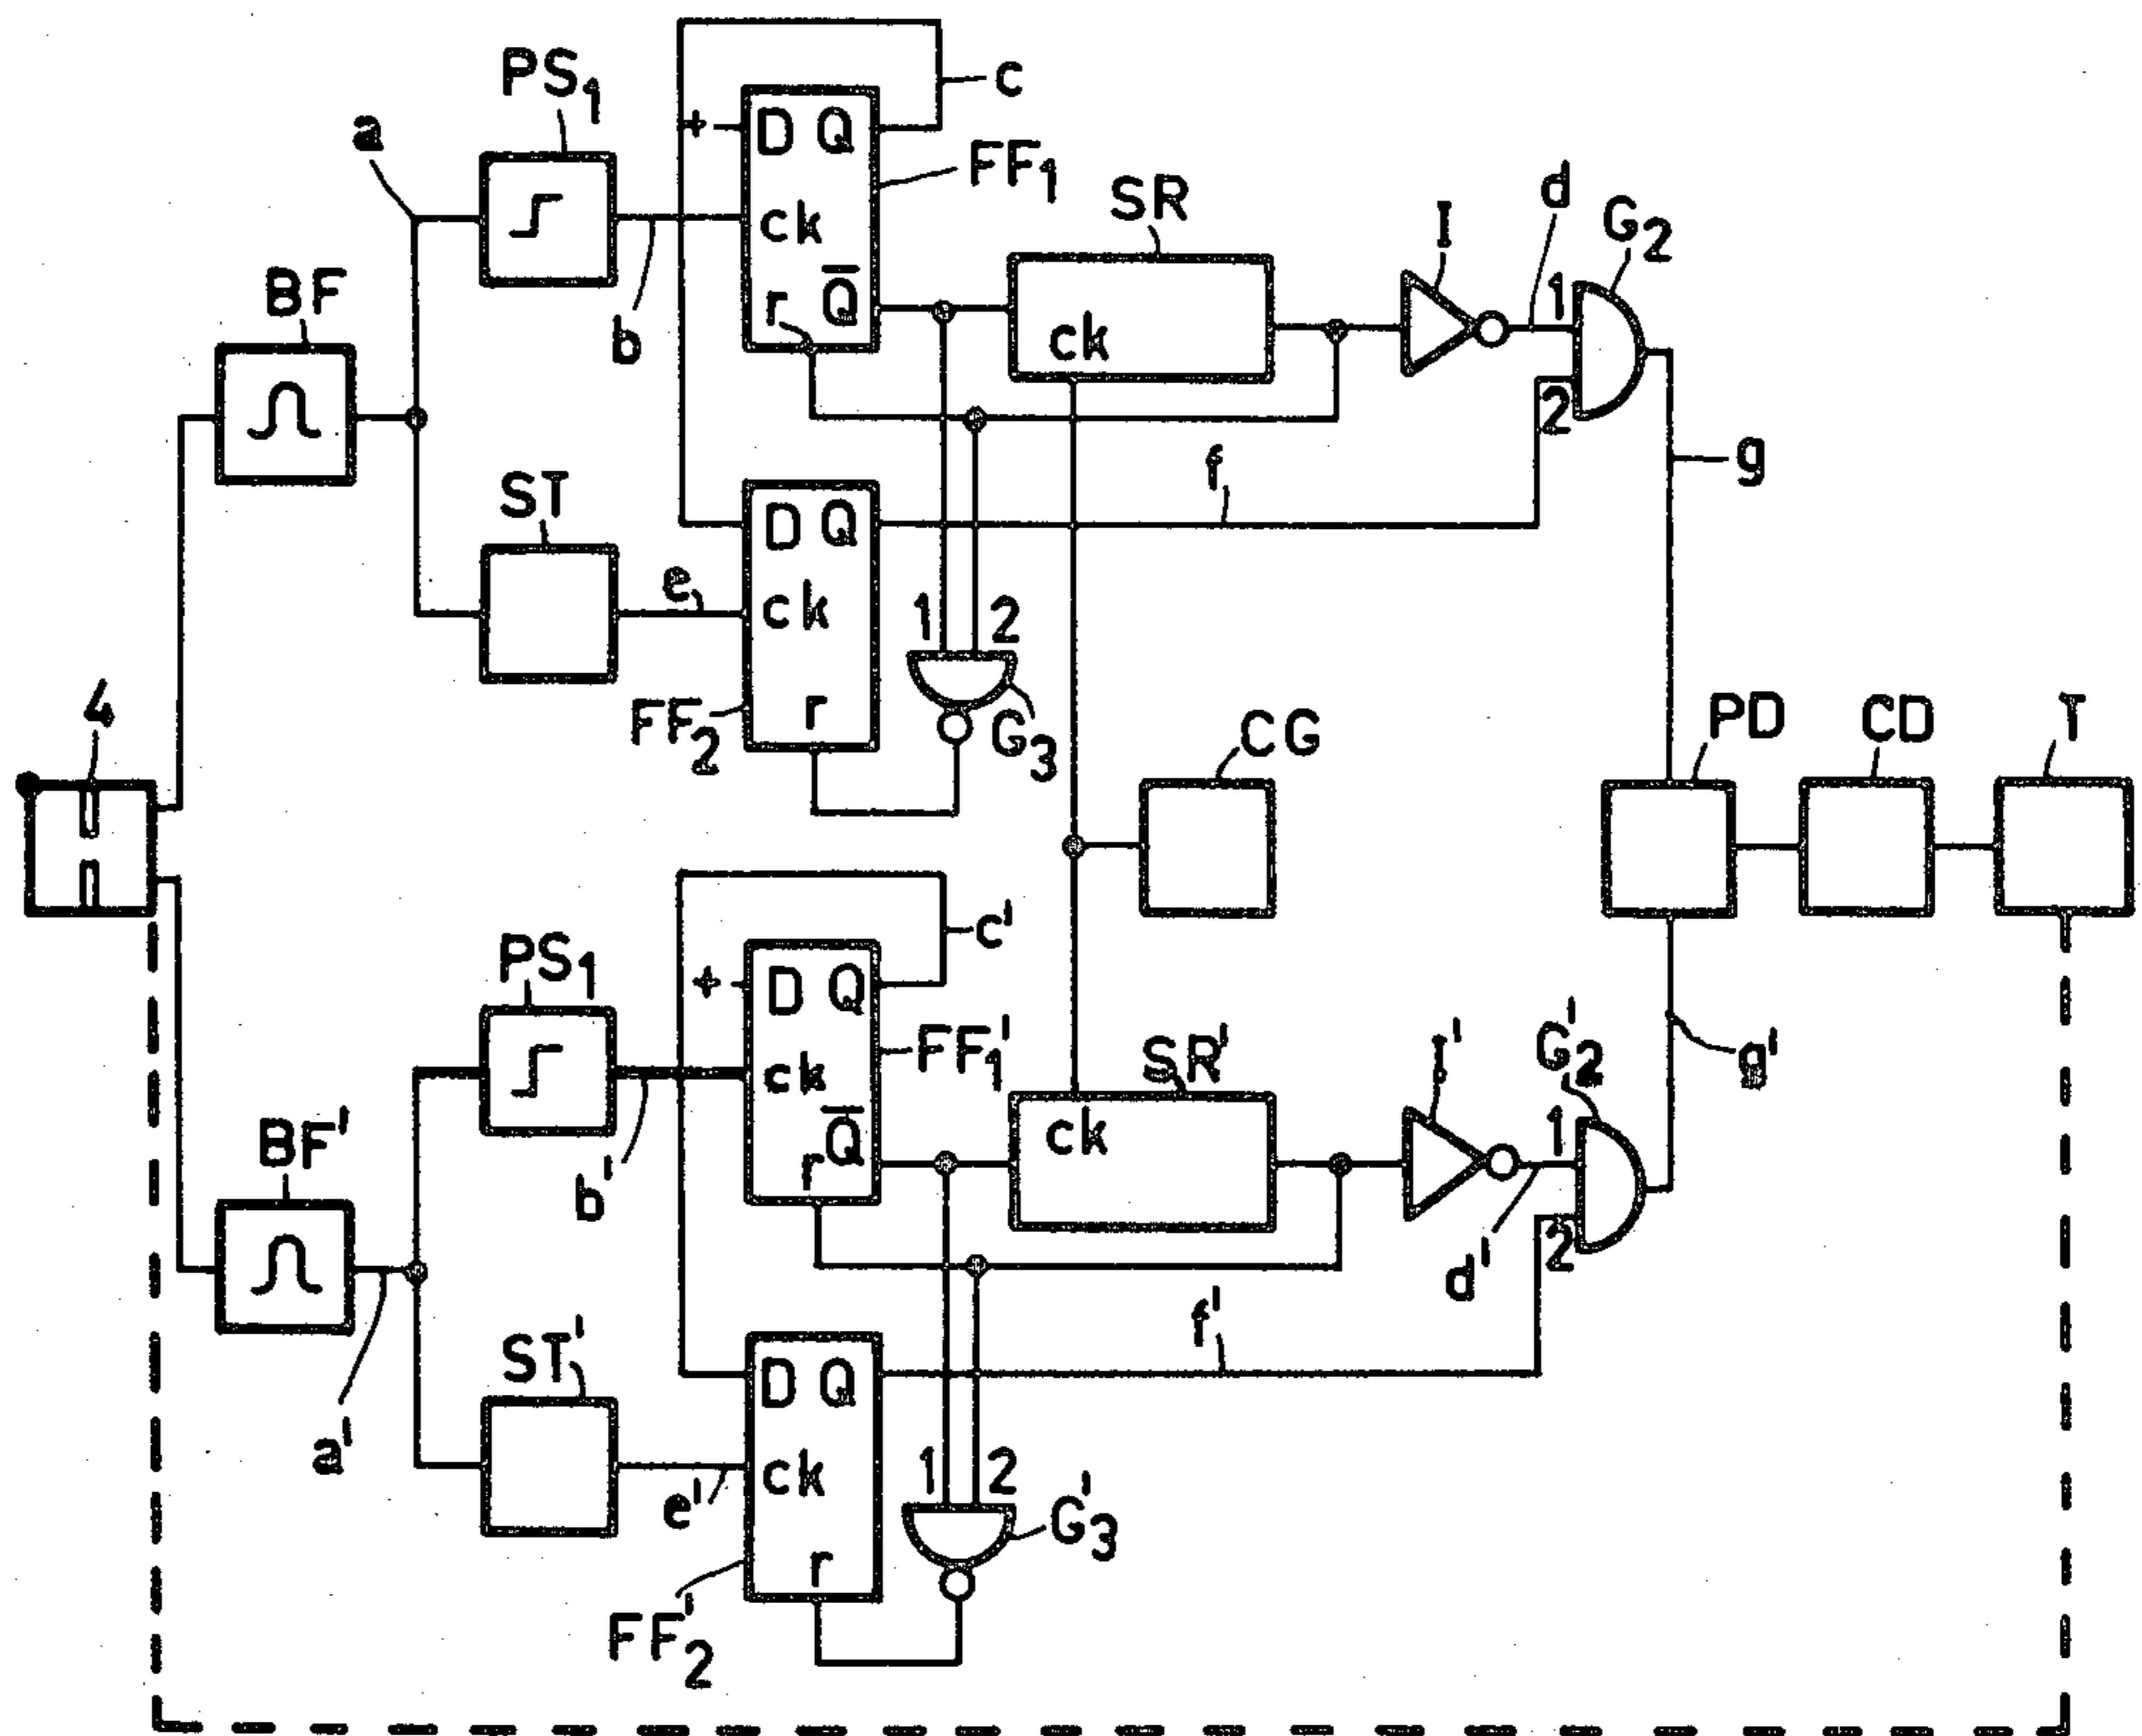 PS1
c
a
+ D Q
FF1
ck
SR
I
d
G2
BF
b
r Q̅
ck
1
2
g
f
ST
D Q
e
ck
1 2
4
FF2
r
G3
CG
PD
CD
T
c'
PS1
+ D Q
ck
FF1'
SR'
I'
G2'
g'
BF'
b'
r Q̅
ck
1
2
d'
f'
ST'
D Q
a'
e'
ck
1 2
G3'
FF2'
r